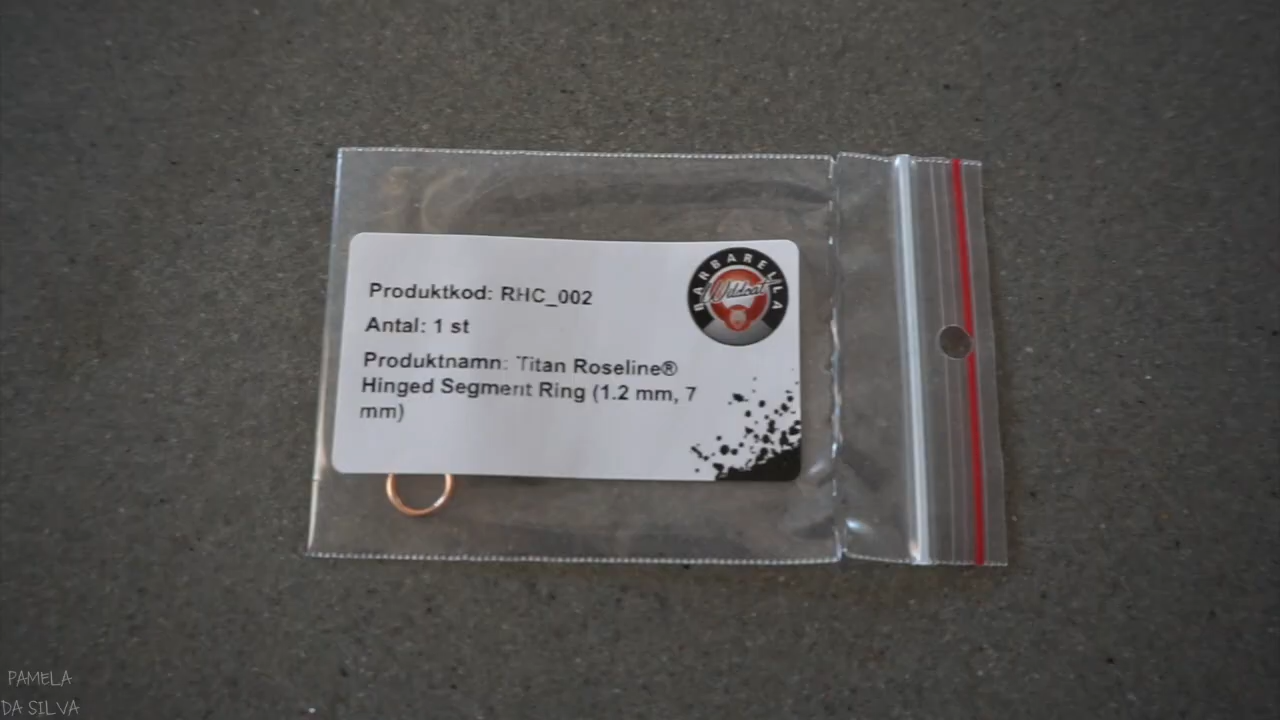 BARBARELLA
Wildcat
Produktkod: RHC_002
Antal: 1 st
Produktnamn: Titan Roseline®
Hinged Segment Ring (1.2 mm, 7
mm)
PAMELA
DA SILVA